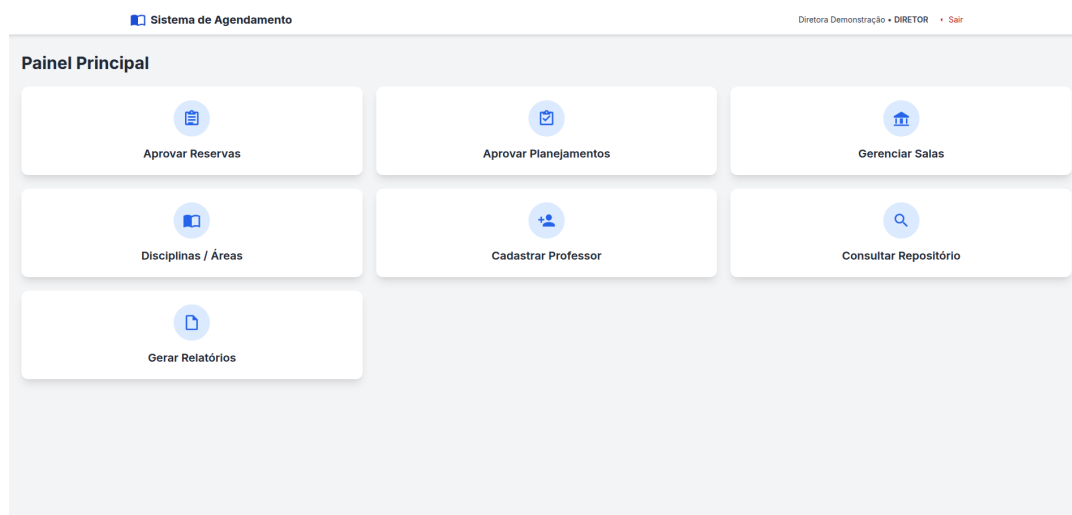 Sistema de Agendamento
Diretora Demonstração • DIRETOR • Sair
Painel Principal
Aprovar Reservas
Aprovar Planejamentos
Gerenciar Salas
Disciplinas / Áreas
Cadastrar Professor
Consultar Repositório
Gerar Relatórios